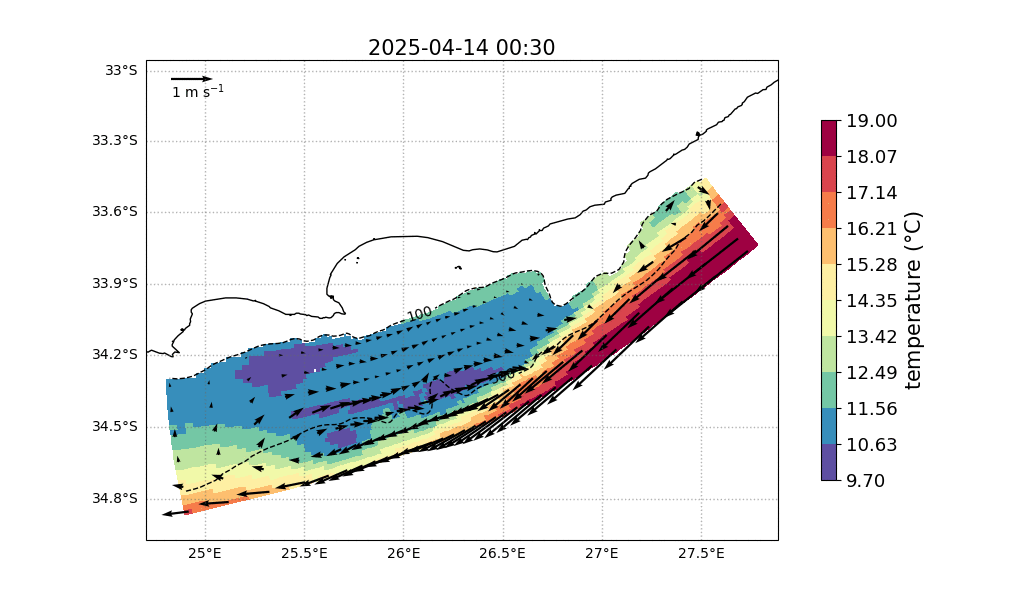 2025-04-14 00:30
1 m s⁻¹
33°S
33.3°S
33.6°S
33.9°S
34.2°S
34.5°S
34.8°S
25°E
25.5°E
26°E
26.5°E
27°E
27.5°E
100
500
19.00
18.07
17.14
16.21
15.28
14.35
13.42
12.49
11.56
10.63
9.70
temperature (°C)